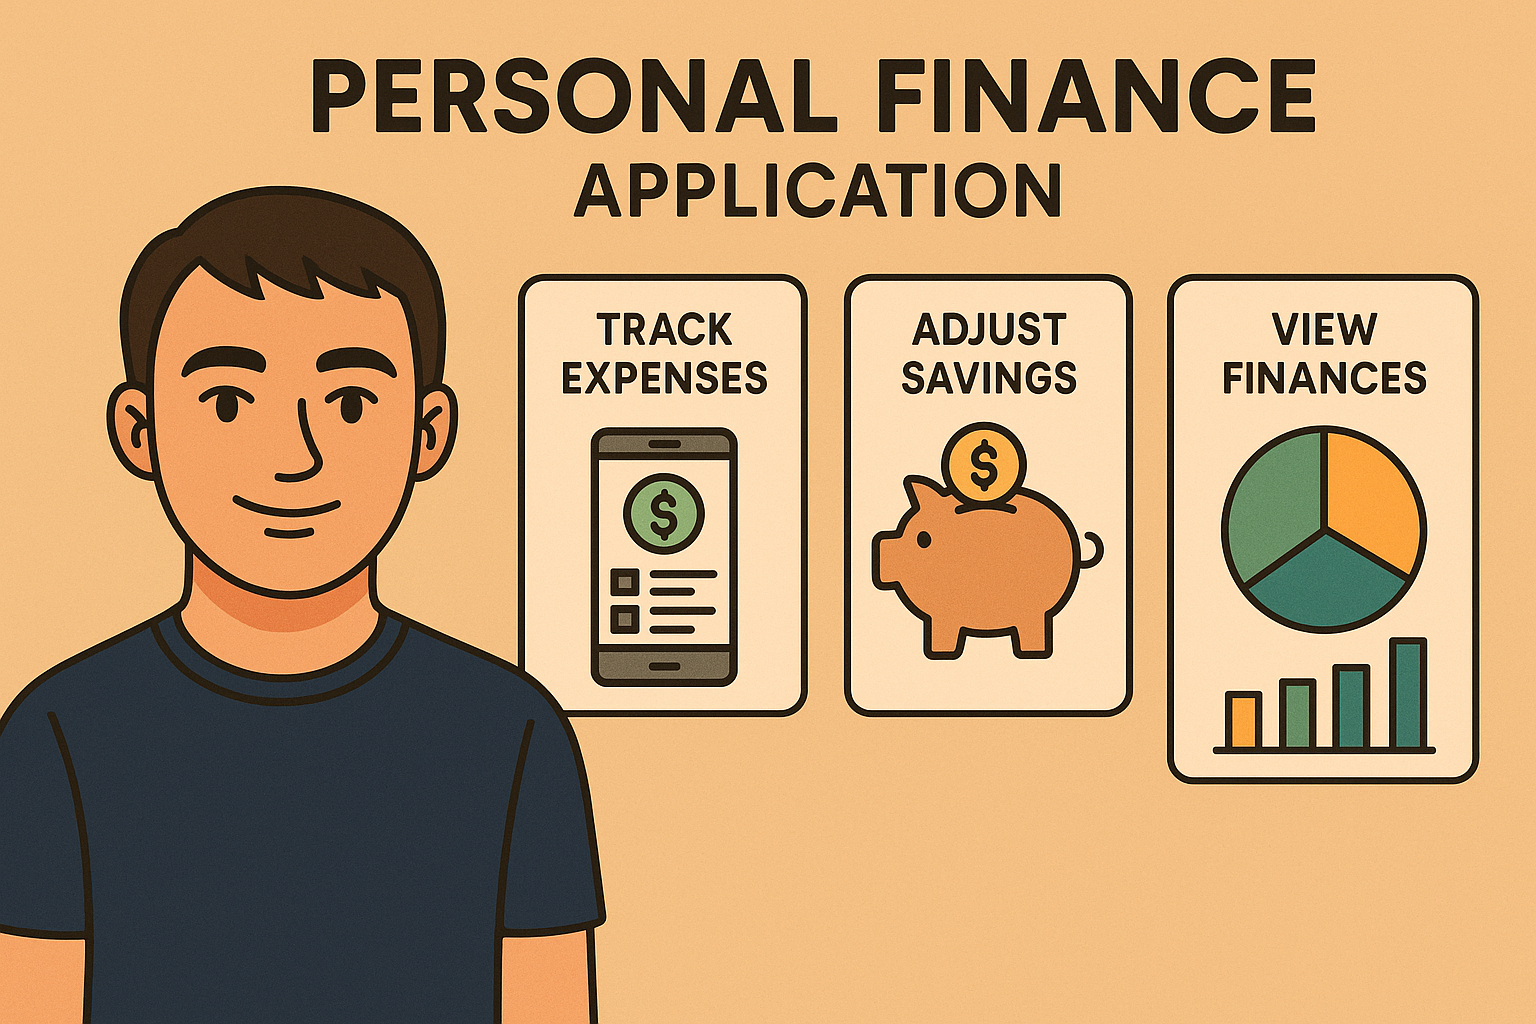 PERSONAL FINANCE
APPLICATION
TRACK
EXPENSES
$
ADJUST
SAVINGS
$
VIEW
FINANCES